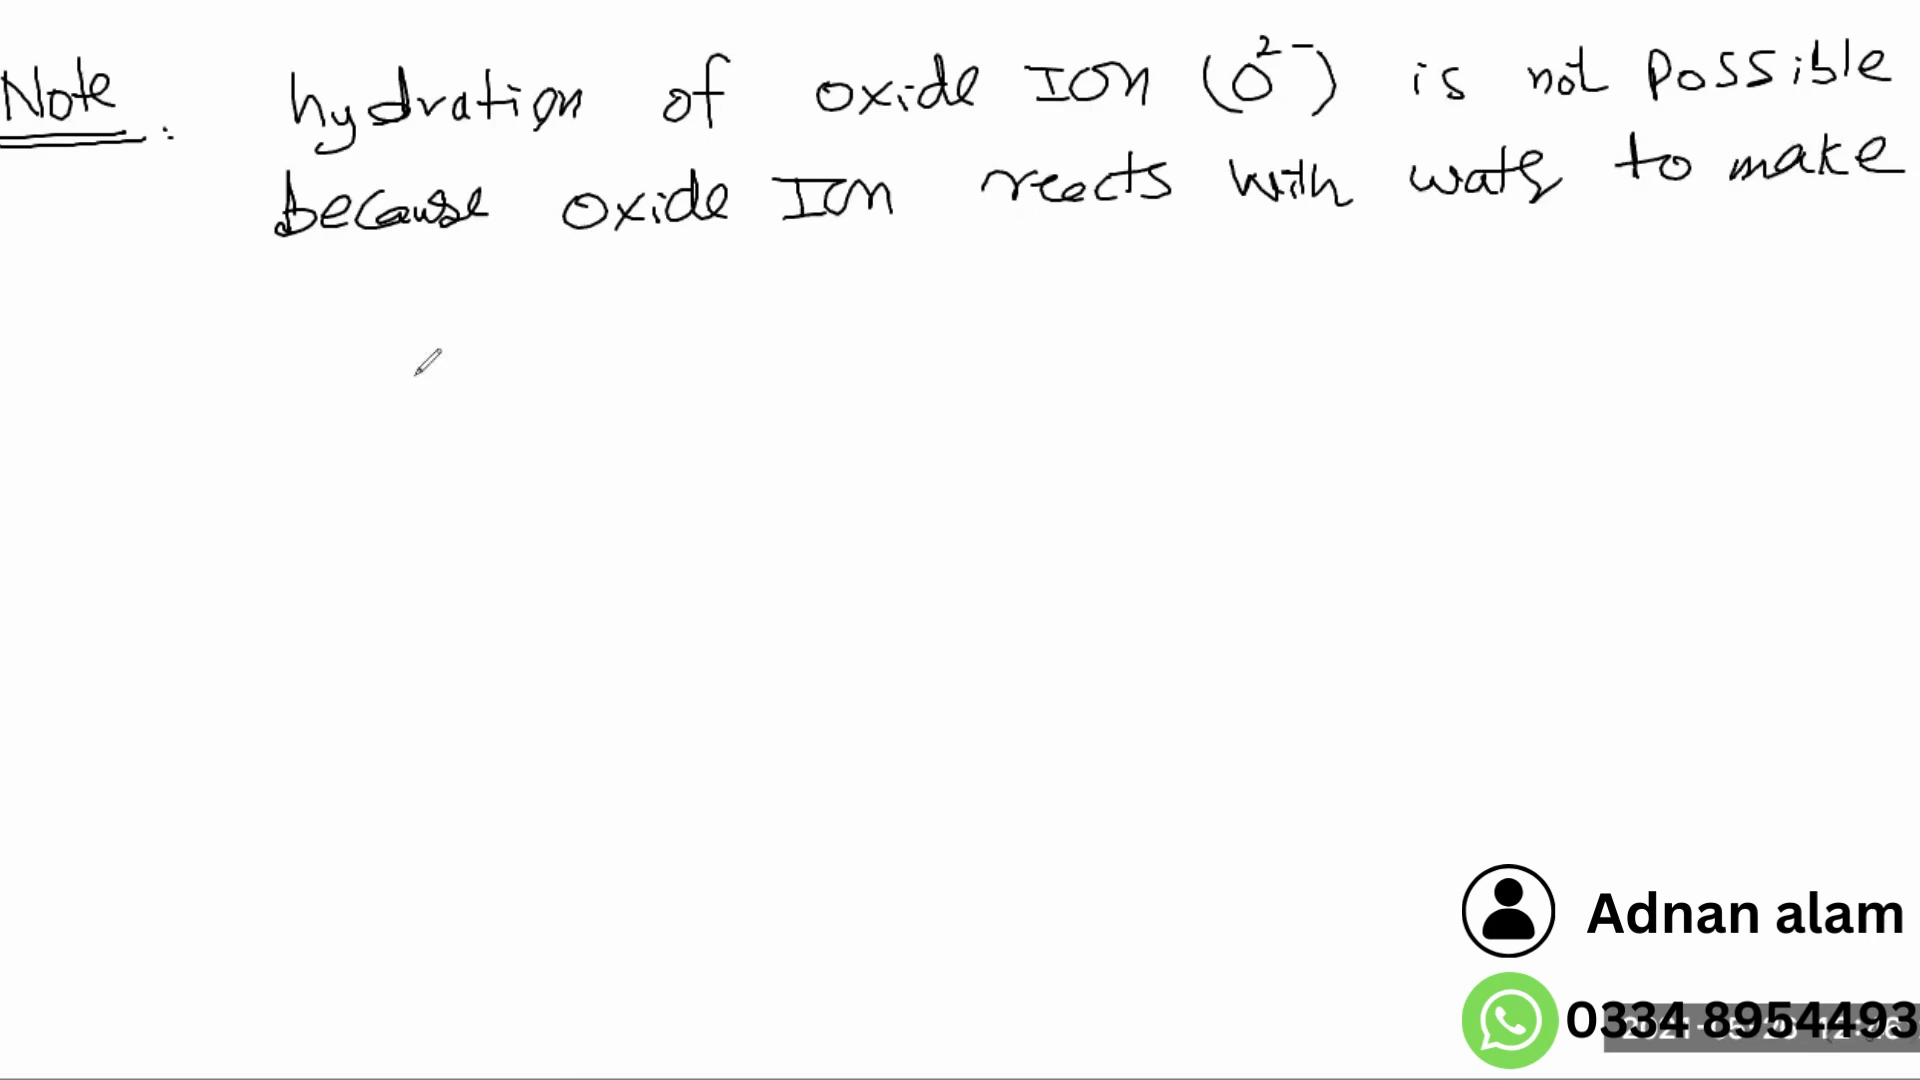 Note: hydration of oxide Ion (O²⁻) is not possible
because oxide Ion reacts with water to make
Adnan alam
0334 8954493